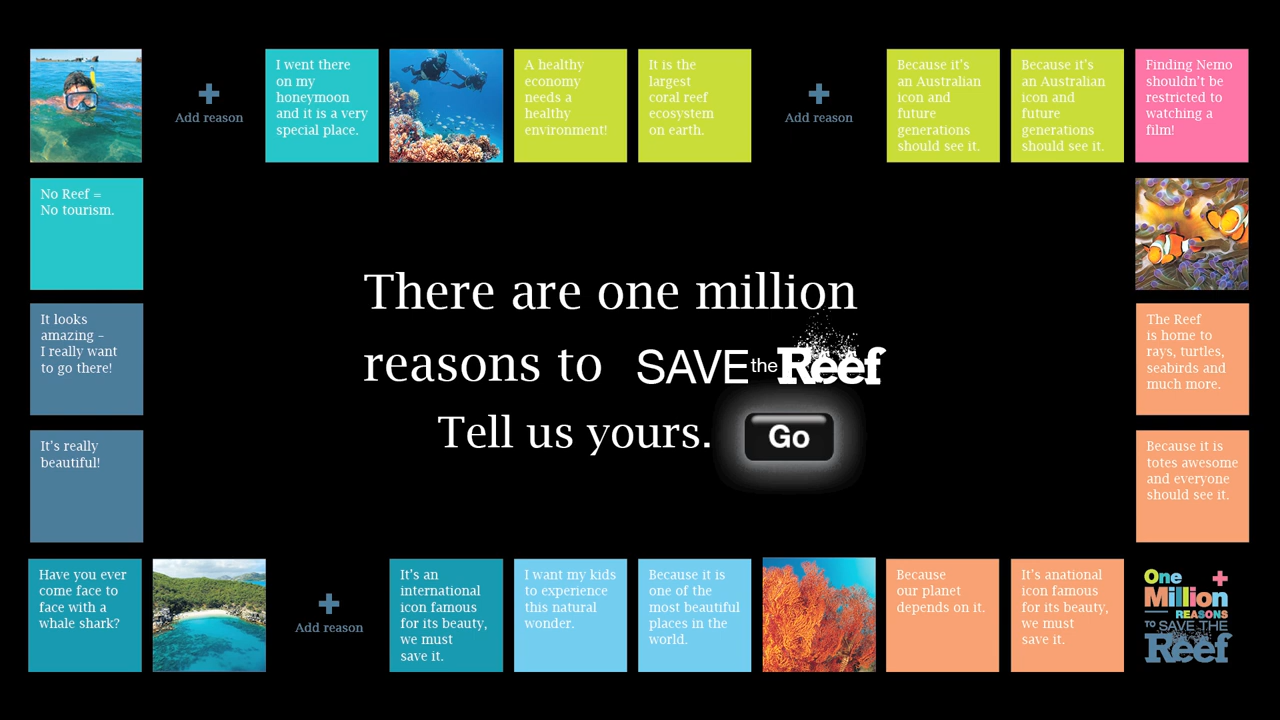 Add reason
I went there
on my
honeymoon
and it is a very
special place.
A healthy
economy
needs a
healthy
environment!
It is the
largest
coral reef
ecosystem
on earth.
Add reason
Because it's
an Australian
icon and
future
generations
should see it.
Because it's
an Australian
icon and
future
generations
should see it.
Finding Nemo
shouldn't be
restricted to
watching a
film!
No Reef =
No tourism.
It looks
amazing –
I really want
to go there!
It's really
beautiful!
There are one million
reasons to SAVE the Reef
Tell us yours. Go
The Reef
is home to
rays, turtles,
seabirds and
much more.
Because it is
totes awesome
and everyone
should see it.
Have you ever
come face to
face with a
whale shark?
Add reason
It's an
international
icon famous
for its beauty,
we must
save it.
I want my kids
to experience
this natural
wonder.
Because it is
one of the
most beautiful
places in the
world.
Because
our planet
depends on it.
It's anational
icon famous
for its beauty,
we must
save it.
One
Million
REASONS
TO SAVE THE
Reef